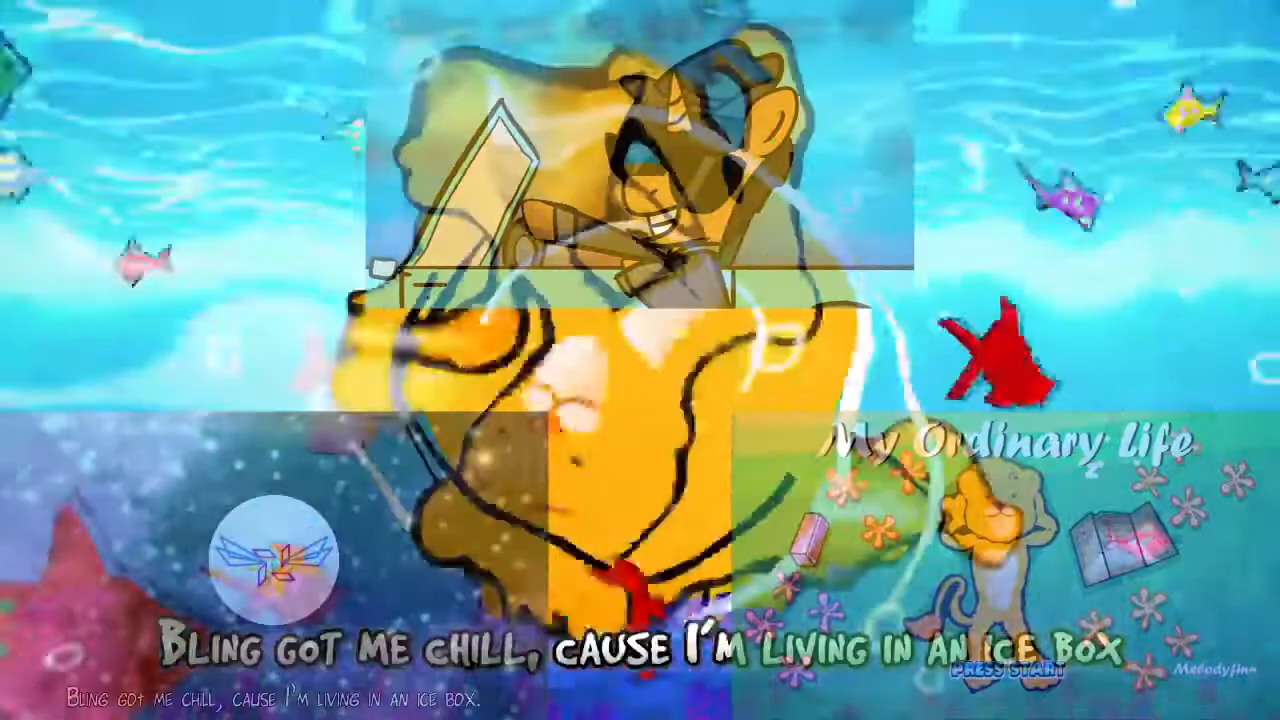 My Ordinary Life
z
BLING GOT ME CHILL, CAUSE I'M LIVING IN AN ICE BOX
PRESS START
Melodyfinn
BLING GOT ME CHILL, CAUSE I'M LIVING IN AN ICE BOX.